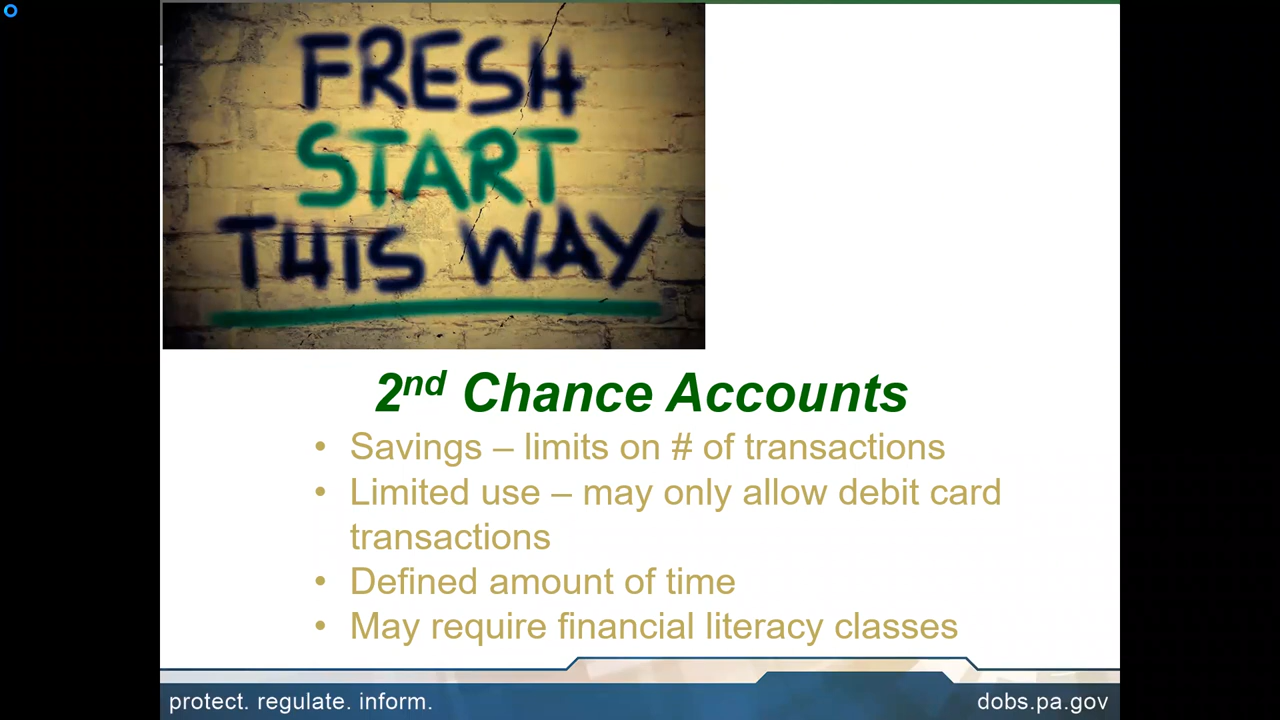 FRESH
START
THIS WAY
2nd Chance Accounts
• Savings – limits on # of transactions
• Limited use – may only allow debit card
transactions
• Defined amount of time
• May require financial literacy classes
protect. regulate. inform.
dobs.pa.gov